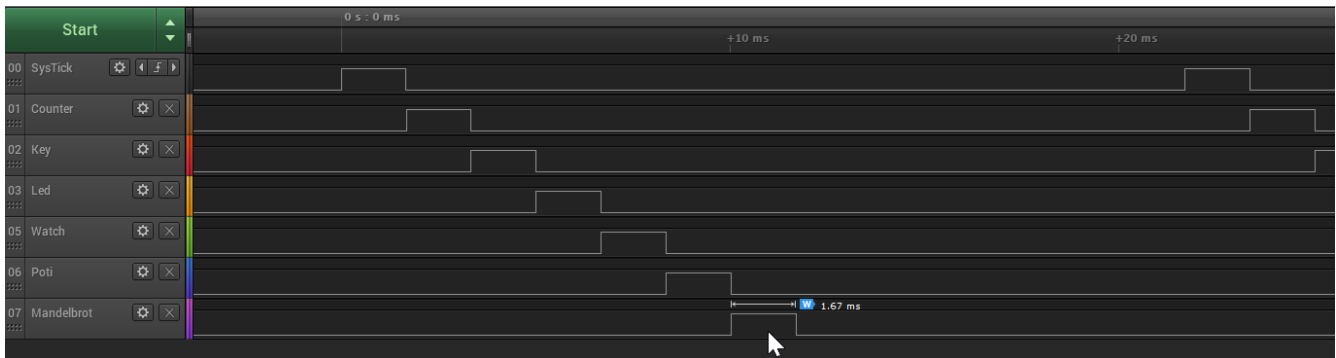 Start
0 s : 0 ms
+10 ms
+20 ms
00 SysTick
01 Counter
02 Key
03 Led
05 Watch
06 Poti
W 1.67 ms
07 Mandelbrot